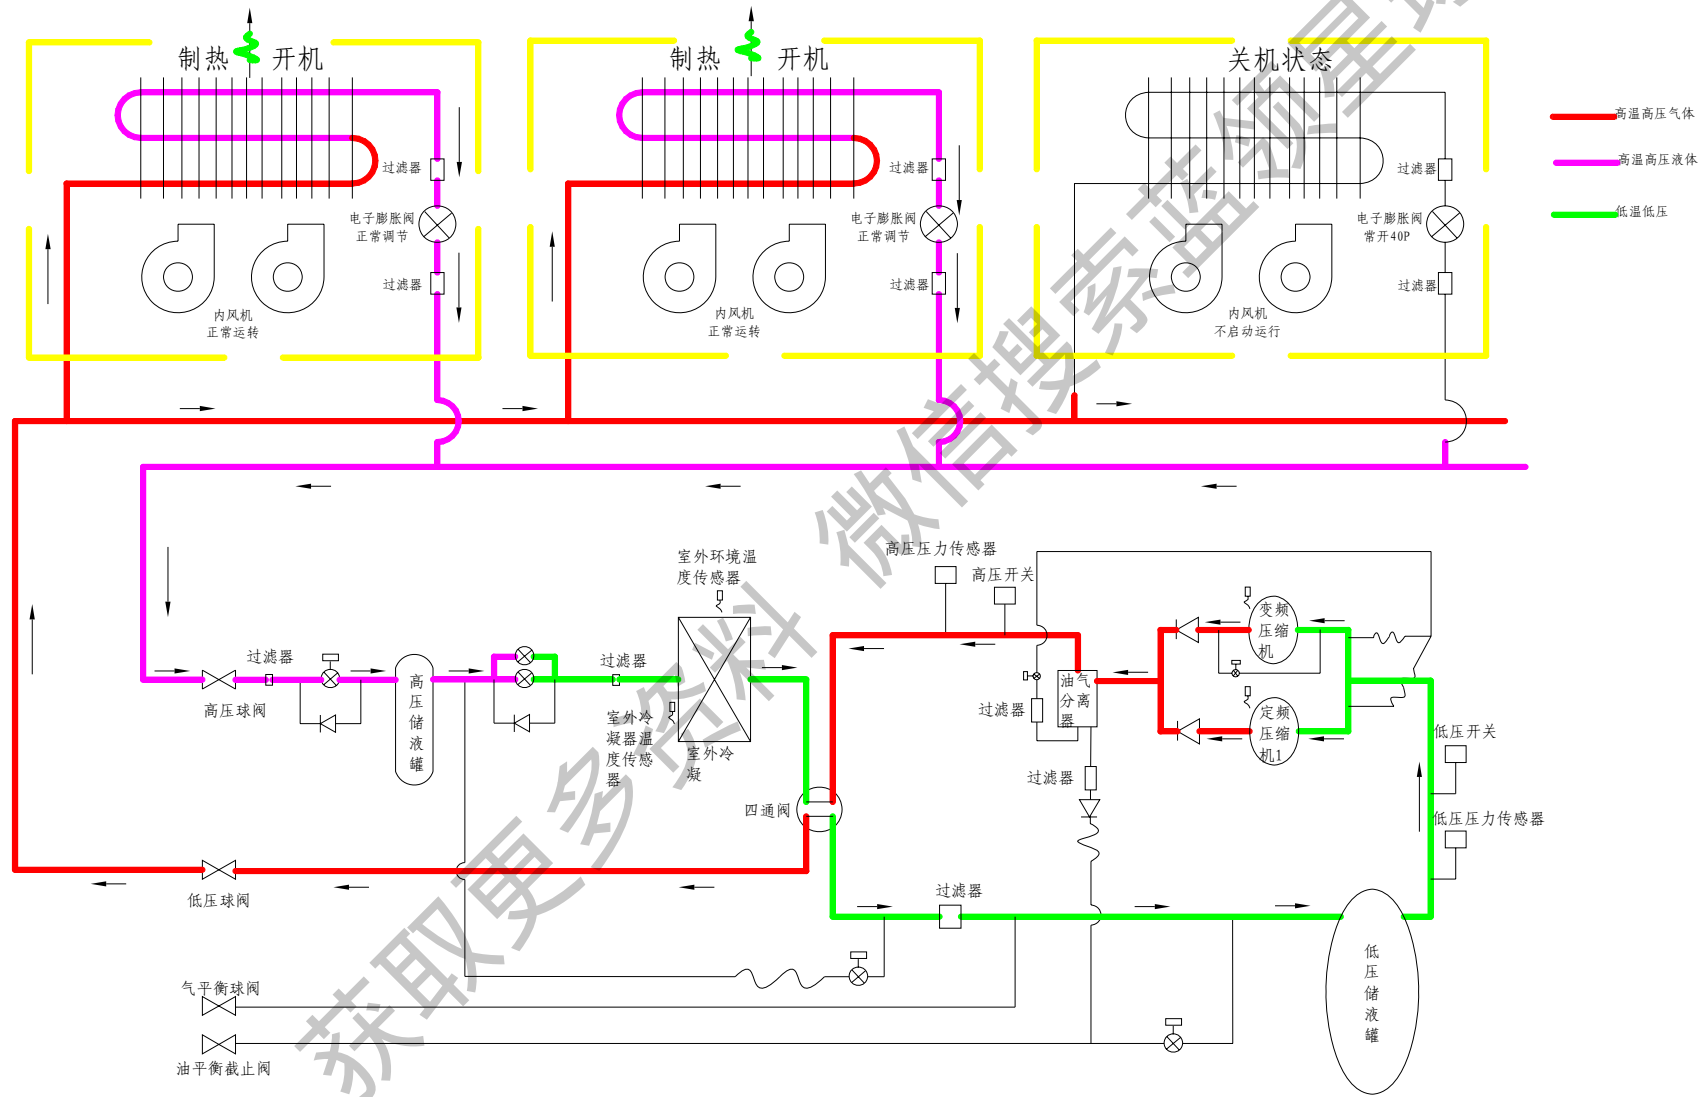 制热 开机
制热 开机
关机状态
高温高压气体
高温高压液体
低温低压
过滤器
过滤器
过滤器
电子膨胀阀
正常调节
电子膨胀阀
正常调节
电子膨胀阀
常开40P
过滤器
过滤器
过滤器
内风机
正常运转
内风机
正常运转
内风机
不启动运行
室外环境温
度传感器
高压压力传感器
高压开关
变频
压缩
机
过滤器
高压球阀
高
压
储
液
罐
过滤器
室外冷
凝器温
度传感
器
室外冷
凝
油气
分离
器
过滤器
定频
压缩
机1
低压开关
过滤器
四通阀
低压压力传感器
低压球阀
过滤器
低
压
储
液
罐
气平衡球阀
油平衡截止阀
获取更多资料 微信搜索蓝领星球